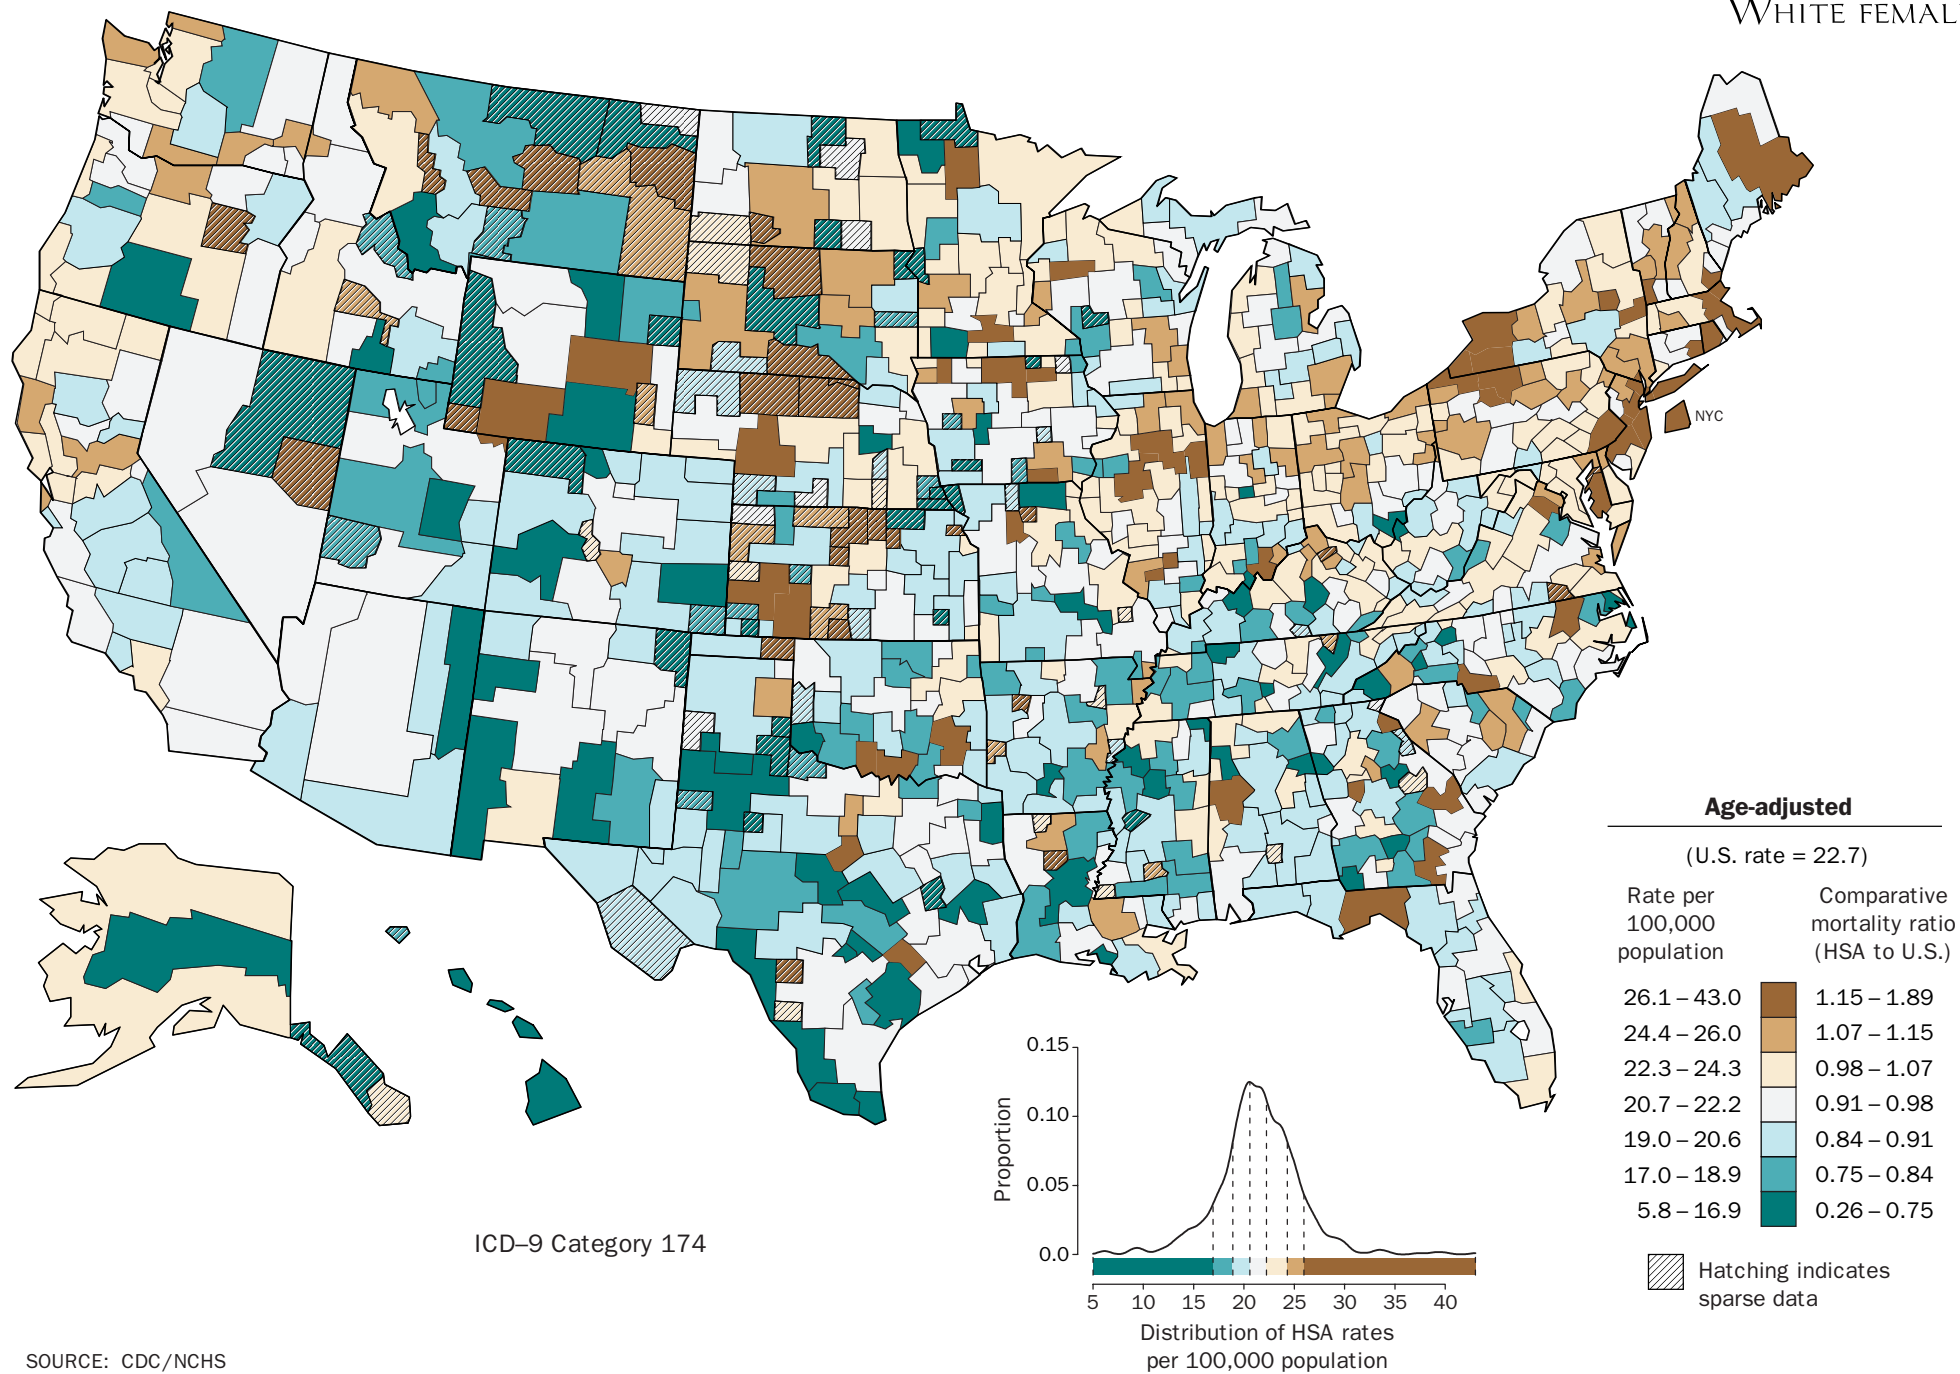 WHITE FEMAL
NYC
Age-adjusted
(U.S. rate = 22.7)
Rate per 100,000 population
Comparative mortality ratio (HSA to U.S.)
26.1 – 43.0 1.15 – 1.89
24.4 – 26.0 1.07 – 1.15
22.3 – 24.3 0.98 – 1.07
20.7 – 22.2 0.91 – 0.98
19.0 – 20.6 0.84 – 0.91
17.0 – 18.9 0.75 – 0.84
5.8 – 16.9 0.26 – 0.75
Hatching indicates
sparse data
0.15
0.10
0.05
0.0
Proportion
5 10 15 20 25 30 35 40
Distribution of HSA rates
per 100,000 population
ICD–9 Category 174
SOURCE: CDC/NCHS